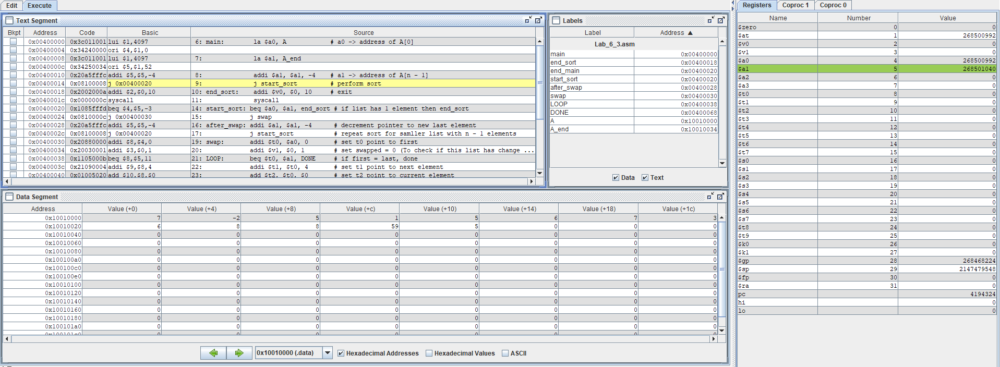 Edit Execute
Text Segment
Bkpt Address Code Basic Source
0x00400000 0x3c011001 lui $1,4097 6: main: la $a0, A # a0 -> address of A[0]
0x00400004 0x34240000 ori $4,$1,0
0x00400008 0x3c011001 lui $1,4097 7: la $a1, A_end
0x0040000c 0x34250034 ori $5,$1,52
0x00400010 0x20a5fffc addi $5,$5,-4 8: addi $a1, $a1, -4 # a1 -> address of A[n - 1]
0x00400014 0x08100008 j 0x00400020 9: j start_sort # perform sort
0x00400018 0x2002000a addi $2,$0,10 10: end_sort: addi $v0, $0, 10 # exit
0x0040001c 0x0000000c syscall 11: syscall
0x00400020 0x1085fffd beq $4,$5,-3 14: start_sort: beq $a0, $a1, end_sort # if list has 1 element then end_sort
0x00400024 0x0810000c j 0x00400030 15: j swap
0x00400028 0x20a5fffc addi $5,$5,-4 16: after_swap: addi $a1, $a1, -4 # decrement pointer to new last element
0x0040002c 0x08100008 j 0x00400020 17: j start_sort # repeat sort for samller list with n - 1 elements
0x00400030 0x20880000 addi $8,$4,0 19: swap: addi $t0, $a0, 0 # set t0 point to first
0x00400034 0x20030001 addi $3,$0,1 20: addi $v1, $0, 1 # set swapped = 0 (To check if this list has change ...
0x00400038 0x1105000b beq $8,$5,11 21: LOOP: beq $t0, $a1, DONE # if first = last, done
0x0040003c 0x21090004 addi $9,$8,4 22: addi $t1, $t0, 4 # set t1 point to next element
0x00400040 0x01005020 add $10,$8,$0 23: add $t2, $t0, $0 # set t2 point to current element
Labels
Label Address ▲
Lab_6_3.asm
main 0x00400000
end_sort 0x00400018
end_main 0x00400020
start_sort 0x00400020
after_swap 0x00400028
swap 0x00400030
LOOP 0x00400038
DONE 0x00400068
A 0x10010000
A_end 0x10010034
Data Text
Data Segment
Address Value (+0) Value (+4) Value (+8) Value (+c) Value (+10) Value (+14) Value (+18) Value (+1c)
0x10010000 7 -2 5 1 5 6 7 3
0x10010020 6 8 8 59 5 0 0 0
0x10010040 0 0 0 0 0 0 0 0
0x10010060 0 0 0 0 0 0 0 0
0x10010080 0 0 0 0 0 0 0 0
0x100100a0 0 0 0 0 0 0 0 0
0x100100c0 0 0 0 0 0 0 0 0
0x100100e0 0 0 0 0 0 0 0 0
0x10010100 0 0 0 0 0 0 0 0
0x10010120 0 0 0 0 0 0 0 0
0x10010140 0 0 0 0 0 0 0 0
0x10010160 0 0 0 0 0 0 0 0
0x10010180 0 0 0 0 0 0 0 0
0x100101a0 0 0 0 0 0 0 0 0
0x100101c0 0 0 0 0 0 0 0 0
0x10010000 (.data) Hexadecimal Addresses Hexadecimal Values ASCII
Registers Coproc 1 Coproc 0
Name Number Value
$zero 0 0
$at 1 268500992
$v0 2 0
$v1 3 0
$a0 4 268500992
$a1 5 268501040
$a2 6 0
$a3 7 0
$t0 8 0
$t1 9 0
$t2 10 0
$t3 11 0
$t4 12 0
$t5 13 0
$t6 14 0
$t7 15 0
$s0 16 0
$s1 17 0
$s2 18 0
$s3 19 0
$s4 20 0
$s5 21 0
$s6 22 0
$s7 23 0
$t8 24 0
$t9 25 0
$k0 26 0
$k1 27 0
$gp 28 268468224
$sp 29 2147479548
$fp 30 0
$ra 31 0
pc 4194324
hi 0
lo 0